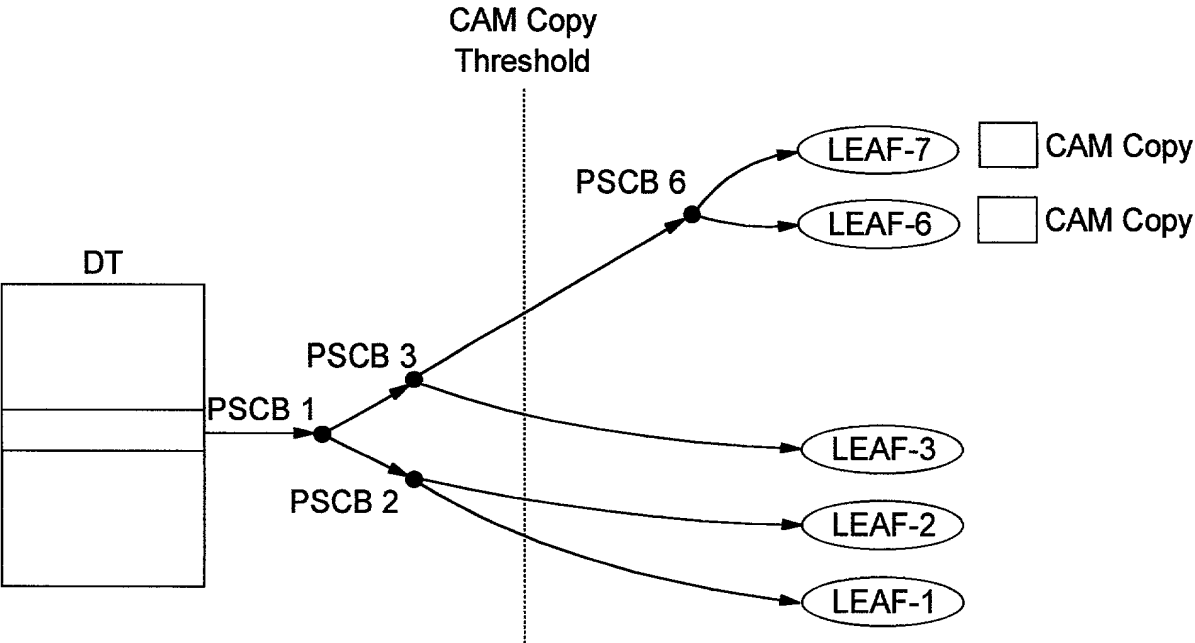 CAM Copy
Threshold
LEAF-7
CAM Copy
PSCB 6
LEAF-6
CAM Copy
DT
PSCB 3
PSCB 1
LEAF-3
PSCB 2
LEAF-2
LEAF-1